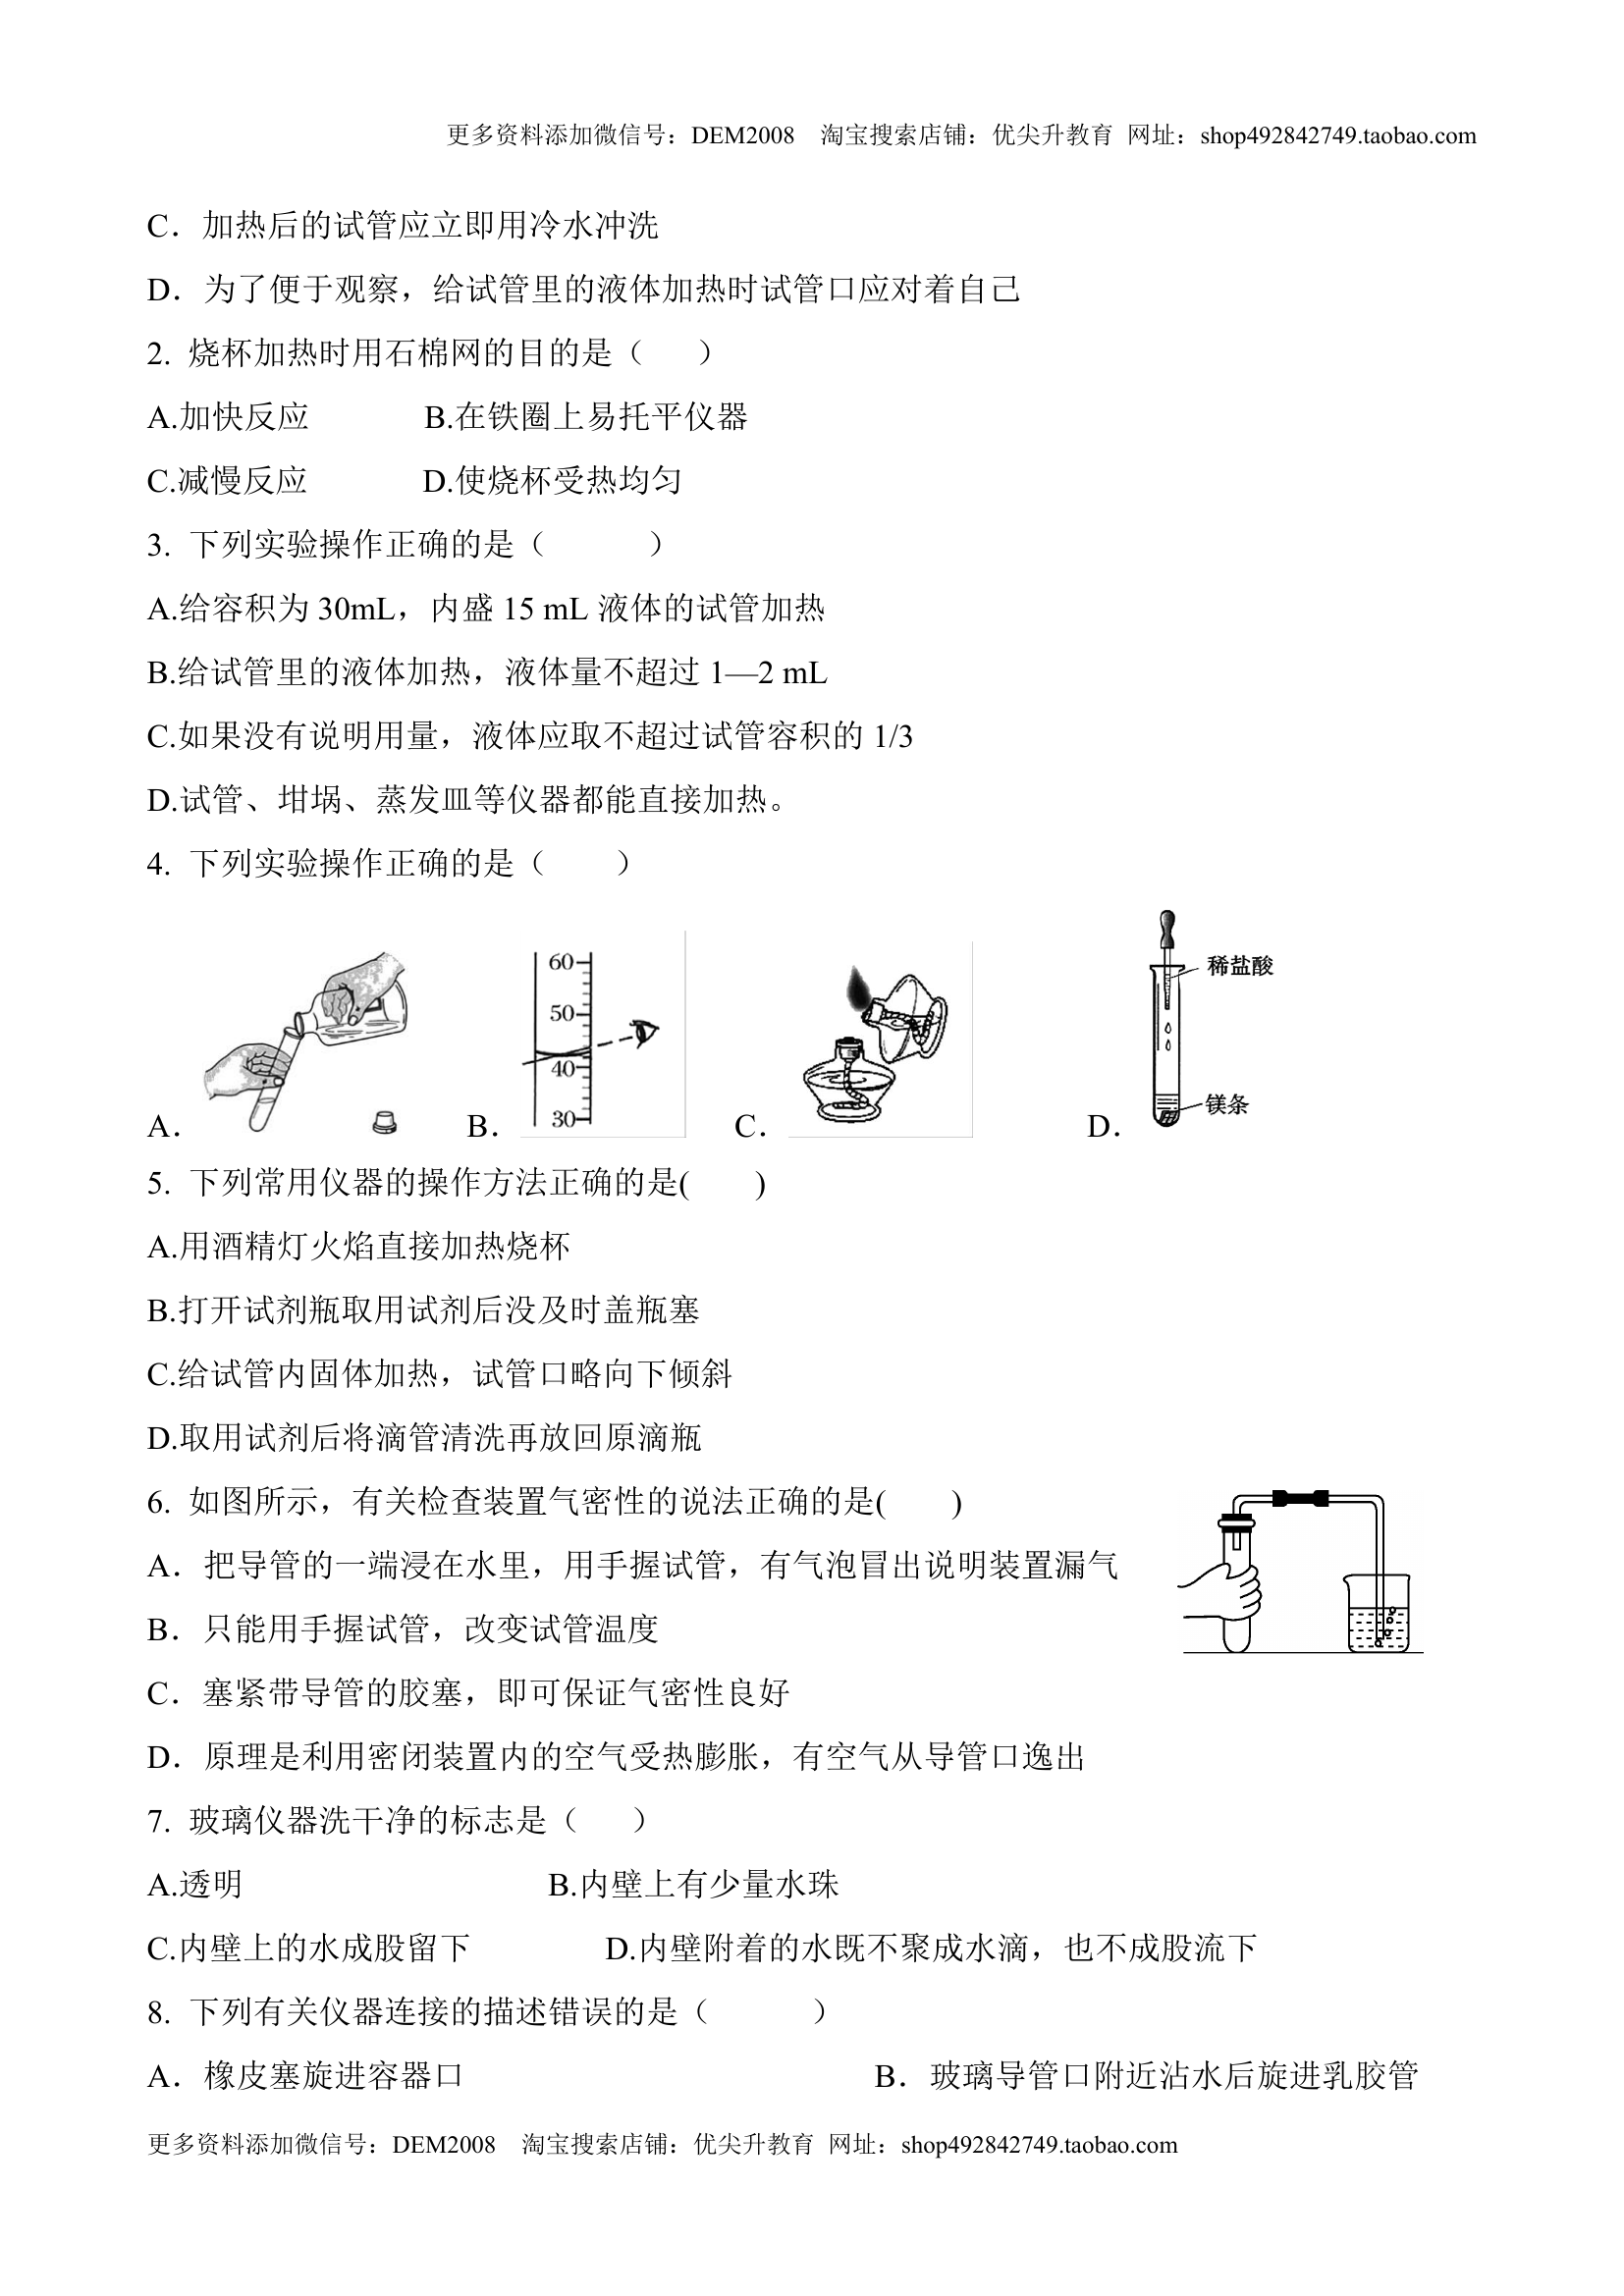 更多资料添加微信号：DEM2008 淘宝搜索店铺：优尖升教育 网址：shop492842749.taobao.com
C．加热后的试管应立即用冷水冲洗
D．为了便于观察，给试管里的液体加热时试管口应对着自己
2. 烧杯加热时用石棉网的目的是（ ）
A.加快反应 B.在铁圈上易托平仪器
C.减慢反应 D.使烧杯受热均匀
3. 下列实验操作正确的是（ ）
A.给容积为 30mL，内盛 15 mL 液体的试管加热
B.给试管里的液体加热，液体量不超过 1—2 mL
C.如果没有说明用量，液体应取不超过试管容积的 1/3
D.试管、坩埚、蒸发皿等仪器都能直接加热。
4. 下列实验操作正确的是（ ）
60
50
40
30
稀盐酸
镁条
A． B． C． D．
5. 下列常用仪器的操作方法正确的是( )
A.用酒精灯火焰直接加热烧杯
B.打开试剂瓶取用试剂后没及时盖瓶塞
C.给试管内固体加热，试管口略向下倾斜
D.取用试剂后将滴管清洗再放回原滴瓶
6. 如图所示，有关检查装置气密性的说法正确的是( )
A．把导管的一端浸在水里，用手握试管，有气泡冒出说明装置漏气
B．只能用手握试管，改变试管温度
C．塞紧带导管的胶塞，即可保证气密性良好
D．原理是利用密闭装置内的空气受热膨胀，有空气从导管口逸出
7. 玻璃仪器洗干净的标志是（ ）
A.透明 B.内壁上有少量水珠
C.内壁上的水成股留下 D.内壁附着的水既不聚成水滴，也不成股流下
8. 下列有关仪器连接的描述错误的是（ ）
A．橡皮塞旋进容器口 B．玻璃导管口附近沾水后旋进乳胶管
更多资料添加微信号：DEM2008 淘宝搜索店铺：优尖升教育 网址：shop492842749.taobao.com